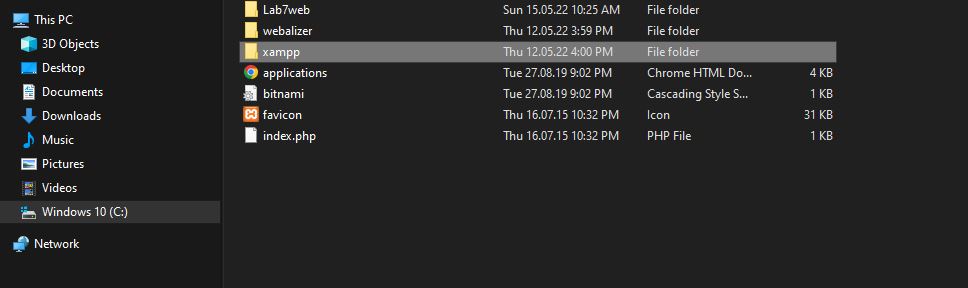 This PC
3D Objects
Desktop
Documents
Downloads
Music
Pictures
Videos
Windows 10 (C:)
Network
Lab7web Sun 15.05.22 10:25 AM File folder
webalizer Thu 12.05.22 3:59 PM File folder
xampp Thu 12.05.22 4:00 PM File folder
applications Tue 27.08.19 9:02 PM Chrome HTML Do... 4 KB
bitnami Tue 27.08.19 9:02 PM Cascading Style S... 1 KB
favicon Thu 16.07.15 10:32 PM Icon 31 KB
index.php Thu 16.07.15 10:32 PM PHP File 1 KB